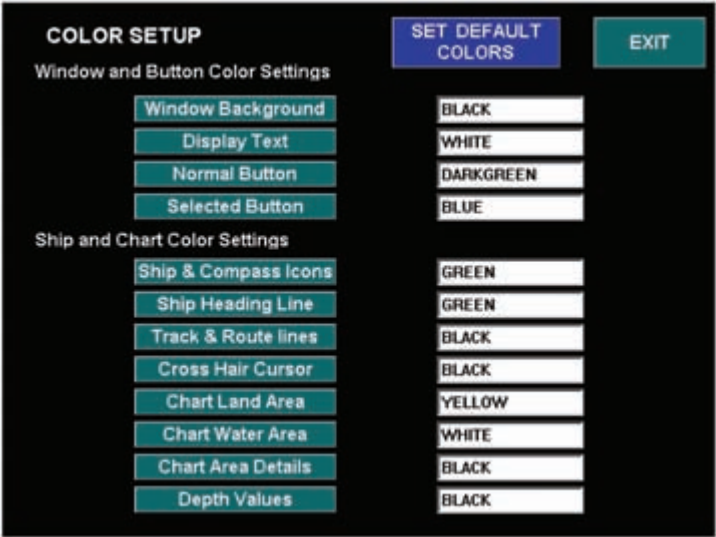 COLOR SETUP
SET DEFAULT
COLORS
EXIT
Window and Button Color Settings
Window Background BLACK
Display Text WHITE
Normal Button DARKGREEN
Selected Button BLUE
Ship and Chart Color Settings
Ship & Compass Icons GREEN
Ship Heading Line GREEN
Track & Route lines BLACK
Cross Hair Cursor BLACK
Chart Land Area YELLOW
Chart Water Area WHITE
Chart Area Details BLACK
Depth Values BLACK